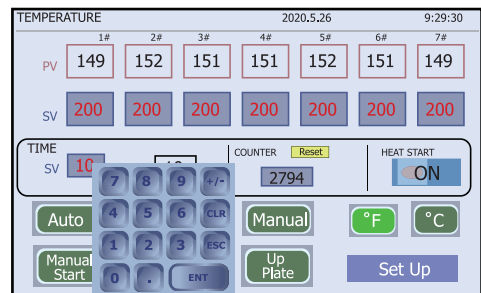 TEMPERATURE 2020.5.26 9:29:30
1# 2# 3# 4# 5# 6# 7#
PV 149 152 151 151 152 151 149
SV 200 200 200 200 200 200 200
TIME COUNTER Reset HEAT START
SV 10 2794 ON
7 8 9 +/-
Auto 4 5 6 CLR Manual °F °C
1 2 3 ESC
Manual Start Up Plate Set Up
0 . ENT